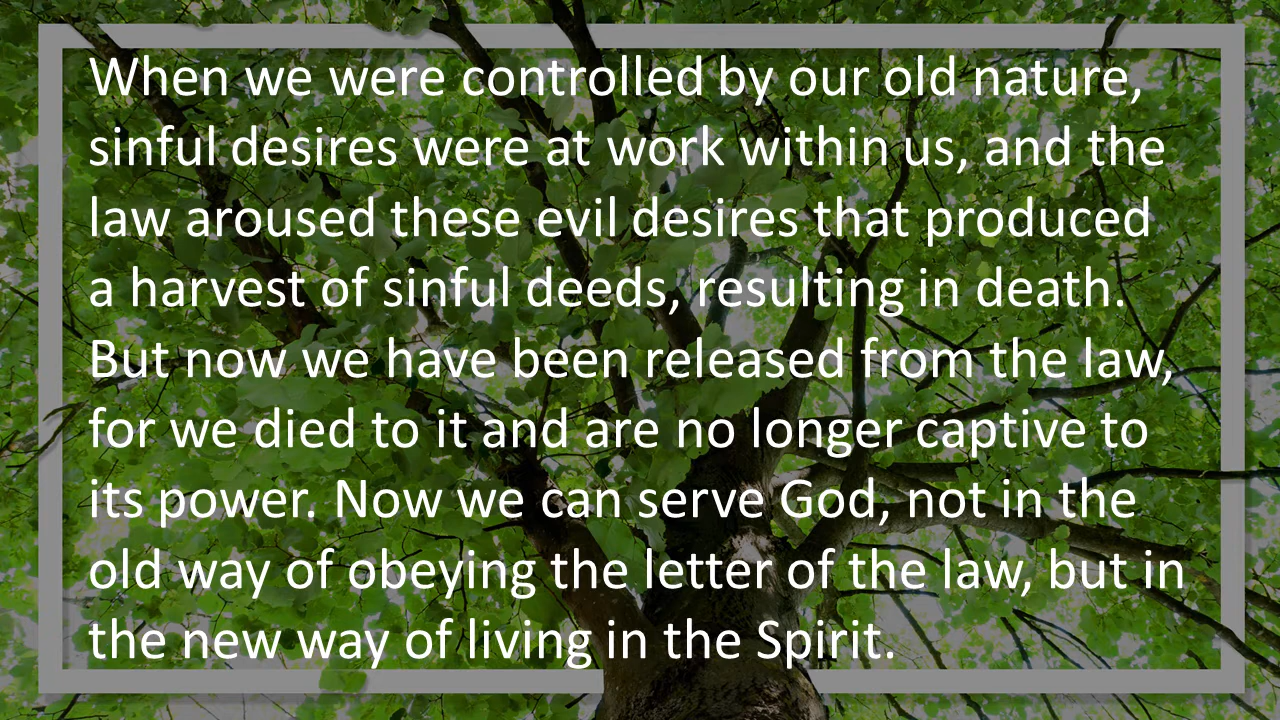 When we were controlled by our old nature,
sinful desires were at work within us, and the
law aroused these evil desires that produced
a harvest of sinful deeds, resulting in death.
But now we have been released from the law,
for we died to it and are no longer captive to
its power. Now we can serve God, not in the
old way of obeying the letter of the law, but in
the new way of living in the Spirit.